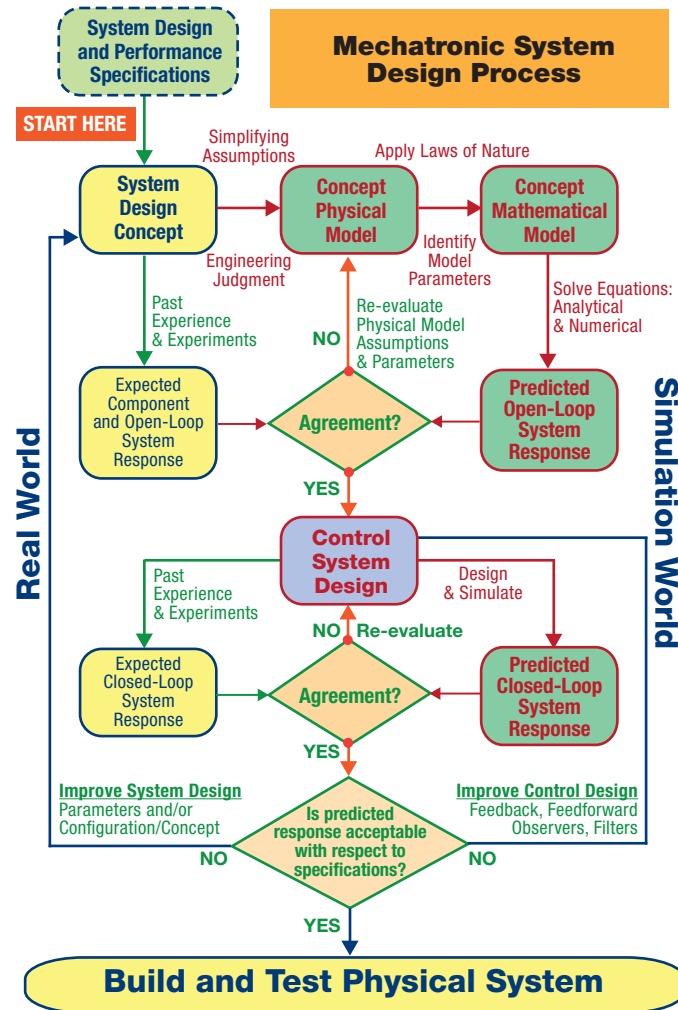 System Design
and Performance
Specifications
Mechatronic System
Design Process
START HERE
Simplifying
Assumptions
Apply Laws of Nature
System
Design
Concept
Concept
Physical
Model
Concept
Mathematical
Model
Engineering
Judgment
Identify
Model
Parameters
Past
Experience
& Experiments
NO
Re-evaluate
Physical Model
Assumptions
& Parameters
Solve Equations:
Analytical
& Numerical
Expected
Component
and Open-Loop
System
Response
Agreement?
Predicted
Open-Loop
System
Response
Real World
Simulation World
YES
Control
System
Design
Past
Experience
& Experiments
Design
& Simulate
NO Re-evaluate
Expected
Closed-Loop
System
Response
Agreement?
Predicted
Closed-Loop
System
Response
YES
Improve System Design
Parameters and/or
Configuration/Concept
Improve Control Design
Feedback, Feedforward
Observers, Filters
Is predicted
response acceptable
with respect to
specifications?
NO
NO
YES
Build and Test Physical System